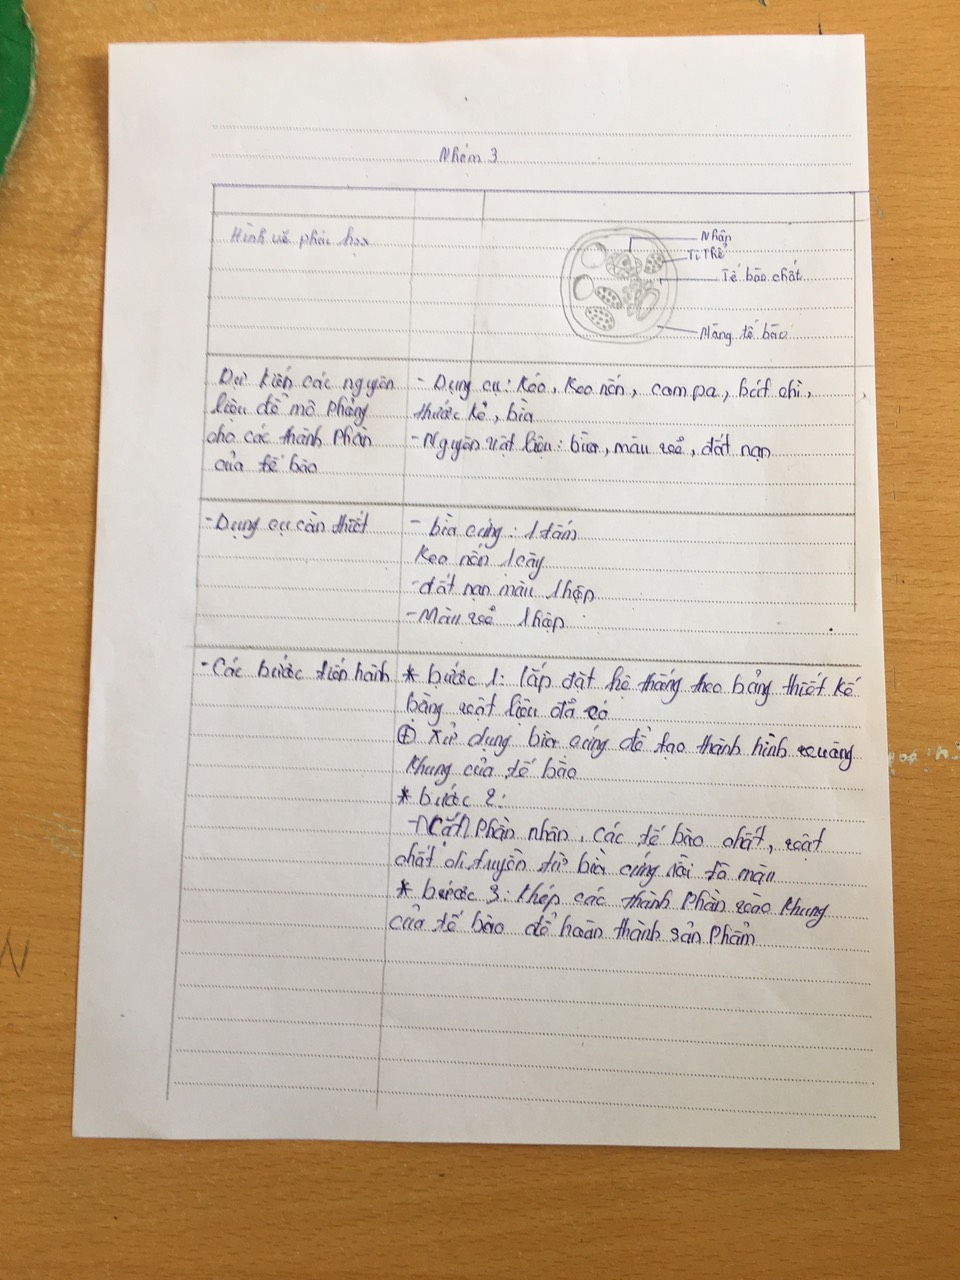 Nhóm 3
Hình vẽ phác họa
Nhân
Ti Thể
Tế bào chất
Màng tế bào
Dự kiến các nguyên
liệu để mô phỏng
cho các thành phần
của tế bào
- Dụng cụ: Kéo, Keo nến, compa, bút chì,
thước kẻ, bìa
- Nguyên vật liệu: bìa, màu vẽ, đất nạn
- Dụng cụ cần thiết
- bìa cứng: 1 tấm
Keo nến 1 cây
- đất nạn màu 1 hộp
- Màu vẽ 1 hộp
- Các bước tiến hành
* bước 1: lắp đặt hệ thống theo bảng thiết kế
bằng vật liệu đã có
+ Xử dụng bìa cứng để tạo thành hình vuông
khung của tế bào
* bước 2:
- Cắt phần nhân, các tế bào chất, vật
chất di truyền từ bìa cứng rồi tô màu
* bước 3: khép các thành phần vào khung
của tế bào để hoàn thành sản phẩm
N